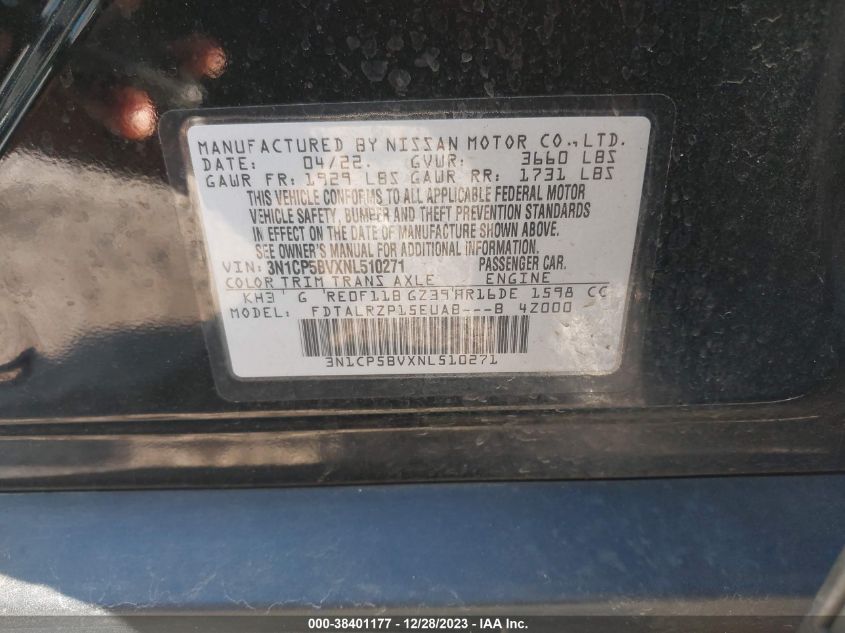 MANUFACTURED BY NISSAN MOTOR CO., LTD.
DATE: 04/22. GVWR: 3660 LBS
GAWR FR: 1929 LBS GAWR RR: 1731 LBS
THIS VEHICLE CONFORMS TO ALL APPLICABLE FEDERAL MOTOR
VEHICLE SAFETY, BUMPER AND THEFT PREVENTION STANDARDS
IN EFFECT ON THE DATE OF MANUFACTURE SHOWN ABOVE.
SEE OWNER'S MANUAL FOR ADDITIONAL INFORMATION.
VIN: 3N1CP5BVXNL510271 PASSENGER CAR.
COLOR TRIM TRANS AXLE ENGINE
KH3 G RE0F11B GZ39 HR16DE 1598 CC
MODEL: FDTALRZP15EUAB---B 4Z000
3N1CP5BVXNL510271
000-38401177 - 12/28/2023 - IAA Inc.